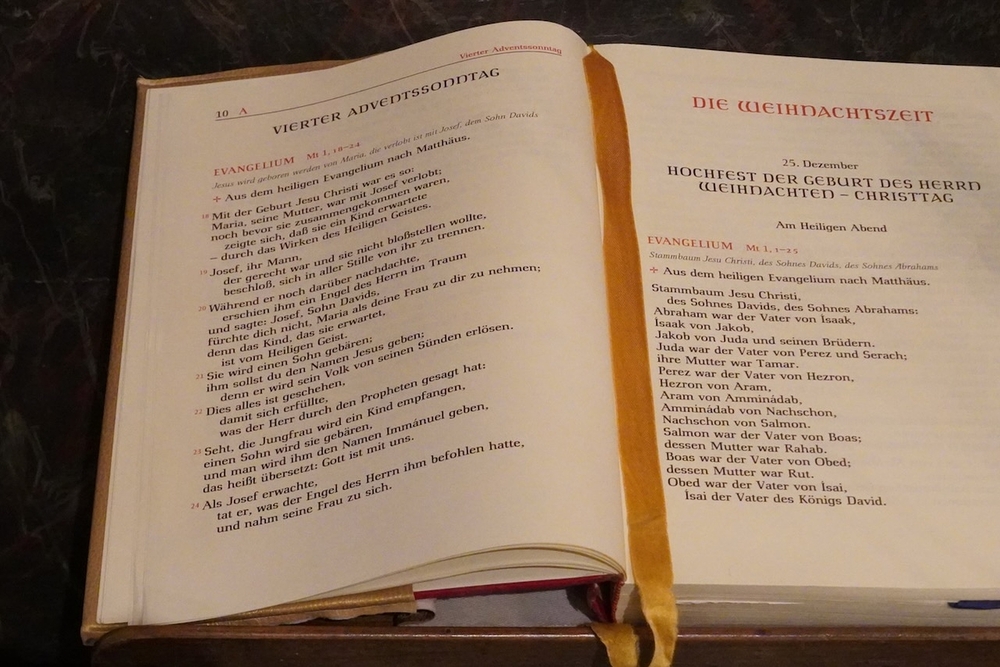 Vierter Adventssonntag
10 A
VIERTER ADVENTSSONNTAG
EVANGELIUM Mt 1, 18–24
Jesus wird geboren werden von Maria, die verlobt ist mit Josef, dem Sohn Davids
+ Aus dem heiligen Evangelium nach Matthäus.
18 Mit der Geburt Jesu Christi war es so:
Maria, seine Mutter, war mit Josef verlobt;
noch bevor sie zusammengekommen waren,
zeigte sich, daß sie ein Kind erwartete
– durch das Wirken des Heiligen Geistes.
19 Josef, ihr Mann,
der gerecht war und sie nicht bloßstellen wollte,
beschloß, sich in aller Stille von ihr zu trennen.
20 Während er noch darüber nachdachte,
erschien ihm ein Engel des Herrn im Traum
und sagte: Josef, Sohn Davids,
fürchte dich nicht, Maria als deine Frau zu dir zu nehmen;
denn das Kind, das sie erwartet,
ist vom Heiligen Geist.
21 Sie wird einen Sohn gebären;
ihm sollst du den Namen Jesus geben;
denn er wird sein Volk von seinen Sünden erlösen.
22 Dies alles ist geschehen,
damit sich erfüllte,
was der Herr durch den Propheten gesagt hat:
23 Seht, die Jungfrau wird ein Kind empfangen,
einen Sohn wird sie gebären,
und man wird ihm den Namen Immánuel geben,
das heißt übersetzt: Gott ist mit uns.
24 Als Josef erwachte,
tat er, was der Engel des Herrn ihm befohlen hatte,
und nahm seine Frau zu sich.
DIE WEIHNACHTSZEIT
25. Dezember
HOCHFEST DER GEBURT DES HERRN
WEIHNACHTEN – CHRISTTAG
Am Heiligen Abend
EVANGELIUM Mt 1, 1–25
Stammbaum Jesu Christi, des Sohnes Davids, des Sohnes Abrahams
+ Aus dem heiligen Evangelium nach Matthäus.
Stammbaum Jesu Christi,
des Sohnes Davids, des Sohnes Abrahams:
Abraham war der Vater von Ísaak,
Ísaak von Jakob,
Jakob von Juda und seinen Brüdern.
Juda war der Vater von Perez und Serach;
ihre Mutter war Tamar.
Perez war der Vater von Hezron,
Hezron von Aram,
Aram von Amminádab,
Amminádab von Nachschon,
Nachschon von Salmon.
Salmon war der Vater von Boas;
dessen Mutter war Rahab.
Boas war der Vater von Obed;
dessen Mutter war Rut.
Obed war der Vater von Ísai,
Ísai der Vater des Königs David.